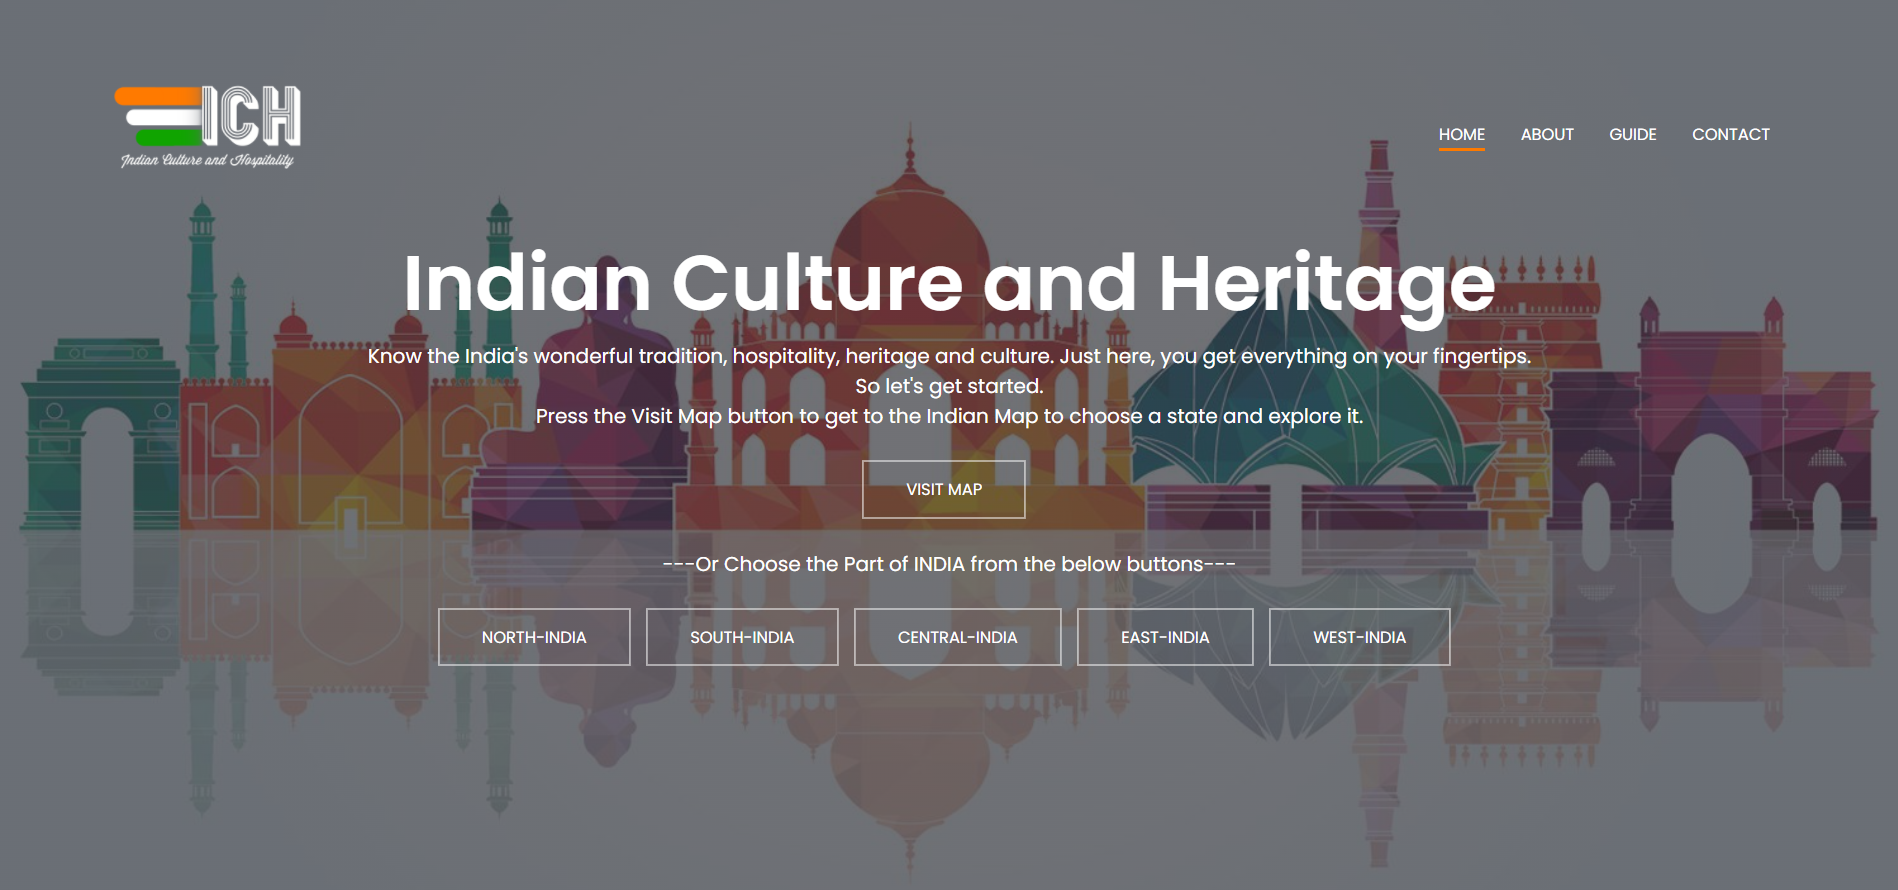 ICH
Indian Culture and Hospitality
HOME ABOUT GUIDE CONTACT
Indian Culture and Heritage
Know the India's wonderful tradition, hospitality, heritage and culture. Just here, you get everything on your fingertips.
So let's get started.
Press the Visit Map button to get to the Indian Map to choose a state and explore it.
VISIT MAP
---Or Choose the Part of INDIA from the below buttons---
NORTH-INDIA SOUTH-INDIA CENTRAL-INDIA EAST-INDIA WEST-INDIA